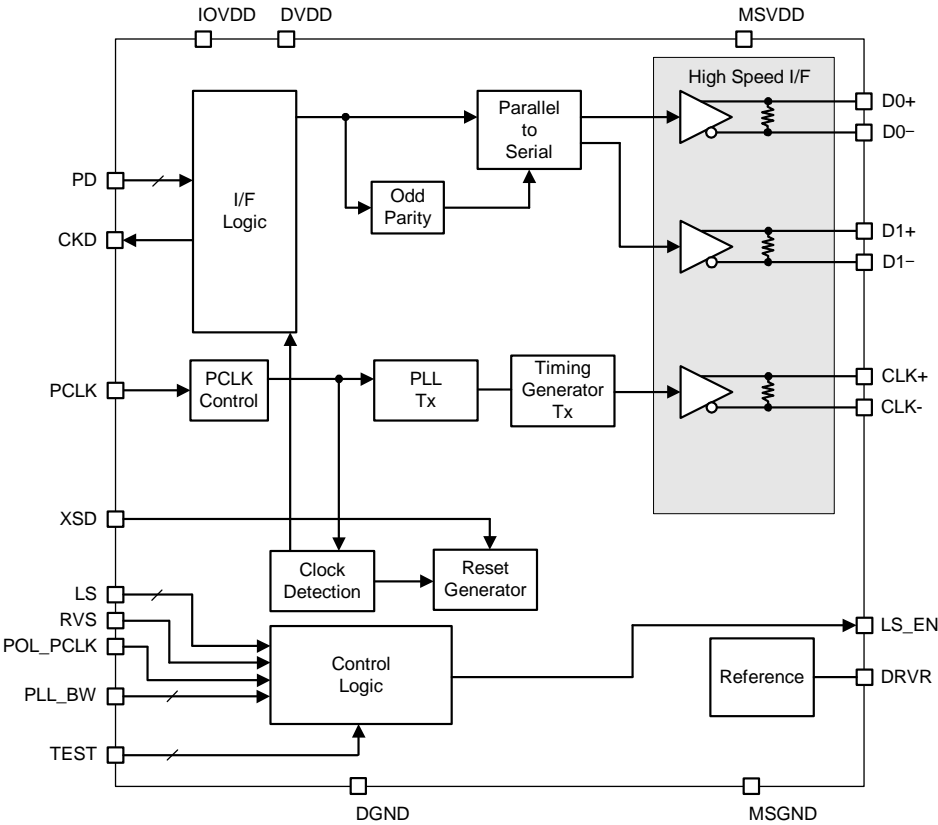 IOVDD
DVDD
MSVDD
High Speed I/F
D0+
D0−
Parallel
to
Serial
PD
I/F
Logic
Odd
Parity
CKD
D1+
D1−
PCLK
PCLK
Control
PLL
Tx
Timing
Generator
Tx
CLK+
CLK-
XSD
Clock
Detection
Reset
Generator
LS
RVS
POL_PCLK
PLL_BW
TEST
Control
Logic
LS_EN
Reference
DRVR
DGND
MSGND